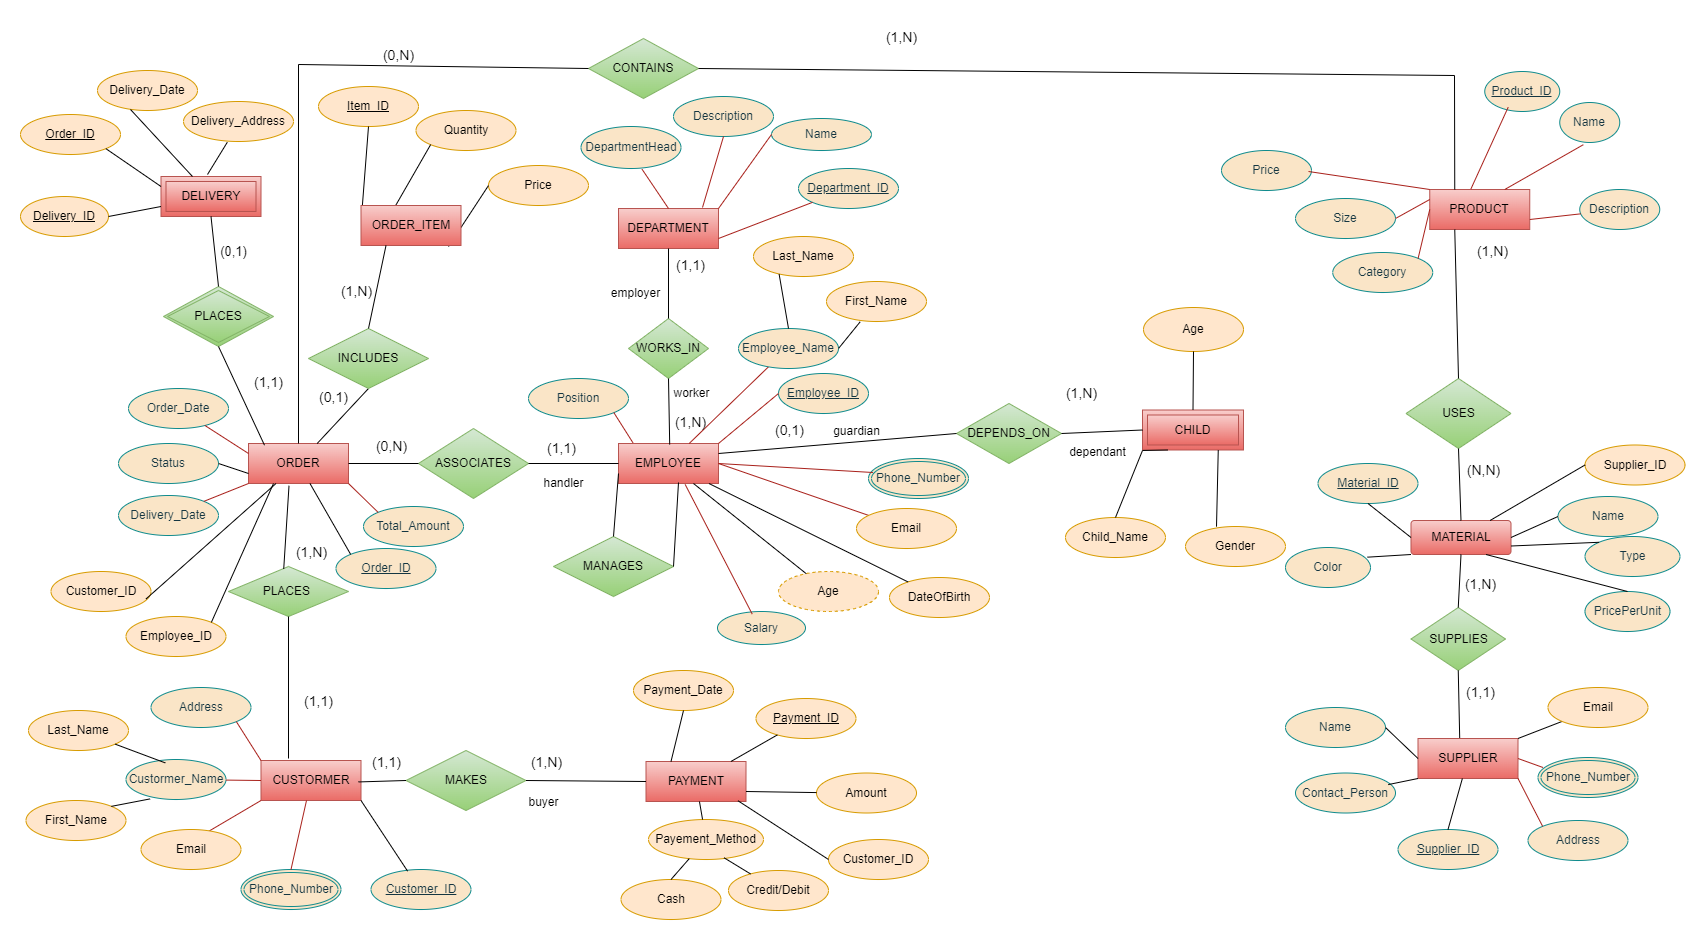 (0,N)
(1,N)
CONTAINS
Delivery_Date
Order_ID
Delivery_Address
DELIVERY
Delivery_ID
(0,1)
PLACES
(1,1)
Item_ID
Quantity
Price
ORDER_ITEM
(1,N)
INCLUDES
(0,1)
Description
DepartmentHead
Name
Department_ID
DEPARTMENT
(1,1)
employer
WORKS_IN
worker
(1,N)
Last_Name
First_Name
Employee_Name
Employee_ID
Position
Product_ID
Name
Price
Size
Description
Category
PRODUCT
(1,N)
USES
(N,N)
Age
(1,N)
CHILD
dependant
DEPENDS_ON
guardian
(0,1)
Child_Name
Gender
Order_Date
Status
Delivery_Date
ORDER
(0,N)
ASSOCIATES
(1,1)
handler
EMPLOYEE
Phone_Number
Email
DateOfBirth
Age
Salary
MANAGES
Total_Amount
Order_ID
Customer_ID
Employee_ID
(1,N)
PLACES
(1,1)
Supplier_ID
Material_ID
Name
Type
Color
PricePerUnit
MATERIAL
(1,N)
SUPPLIES
(1,1)
Address
Last_Name
Custormer_Name
First_Name
Email
Phone_Number
Customer_ID
CUSTORMER
(1,1)
MAKES
(1,N)
buyer
Payment_Date
Payment_ID
PAYMENT
Amount
Payement_Method
Customer_ID
Cash
Credit/Debit
Email
Name
SUPPLIER
Phone_Number
Contact_Person
Address
Supplier_ID